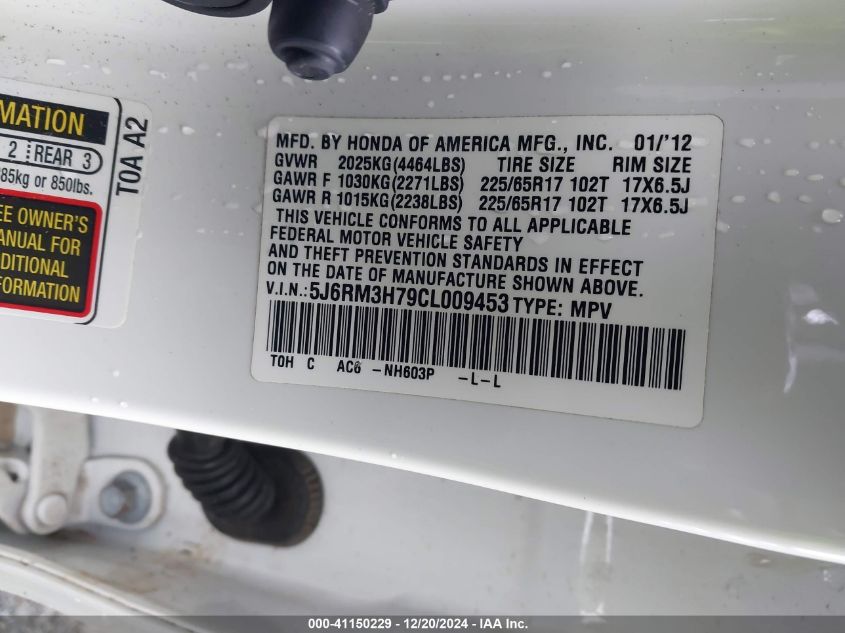 MATION
2 REAR 3
85kg or 850lbs.
EE OWNER'S
ANUAL FOR
DDITIONAL
FORMATION
T0A A2
MFD. BY HONDA OF AMERICA MFG., INC. 01/'12
GVWR 2025KG(4464LBS) TIRE SIZE RIM SIZE
GAWR F 1030KG(2271LBS) 225/65R17 102T 17X6.5J
GAWR R 1015KG(2238LBS) 225/65R17 102T 17X6.5J
THIS VEHICLE CONFORMS TO ALL APPLICABLE
FEDERAL MOTOR VEHICLE SAFETY
AND THEFT PREVENTION STANDARDS IN EFFECT
ON THE DATE OF MANUFACTURE SHOWN ABOVE.
V.I.N.: 5J6RM3H79CL009453 TYPE: MPV
T0H C AC6 -NH603P -L-L
000-41150229 - 12/20/2024 - IAA Inc.